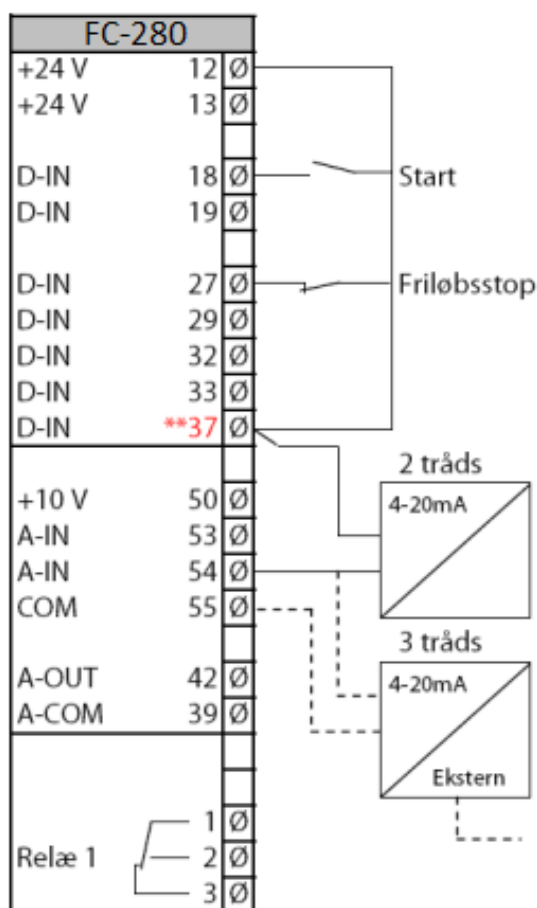 FC-280
+24 V 12 Ø
+24 V 13 Ø
D-IN 18 Ø Start
D-IN 19 Ø
D-IN 27 Ø Friløbsstop
D-IN 29 Ø
D-IN 32 Ø
D-IN 33 Ø
D-IN **37 Ø
2 tråds
+10 V 50 Ø 4-20mA
A-IN 53 Ø
A-IN 54 Ø
COM 55 Ø
3 tråds
A-OUT 42 Ø 4-20mA
A-COM 39 Ø
Ekstern
1 Ø
Relæ 1 2 Ø
3 Ø